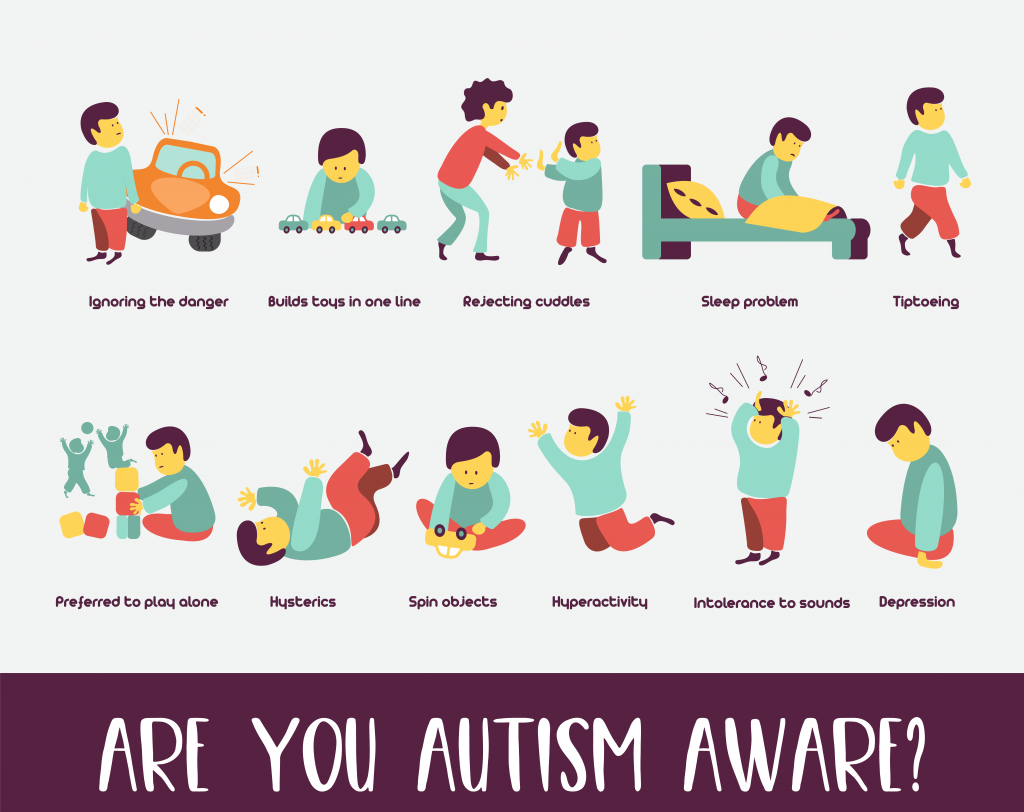 Ignoring the danger
Builds toys in one line
Rejecting cuddles
Sleep problem
Tiptoeing
Preferred to play alone
Hysterics
Spin objects
Hyperactivity
Intolerance to sounds
Depression
ARE YOU AUTISM AWARE?